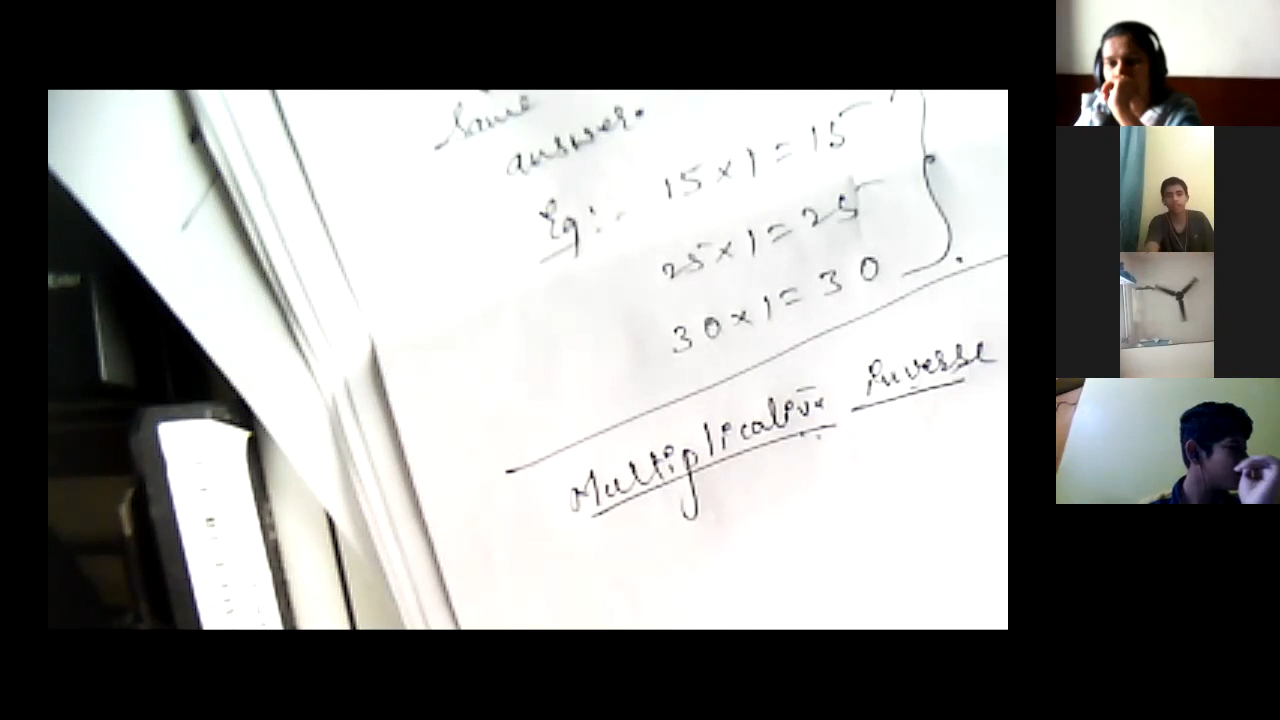 same
answer.
Eg:- 15 x 1 = 15
25 x 1 = 25
30 x 1 = 30
Multiplicative Inverse